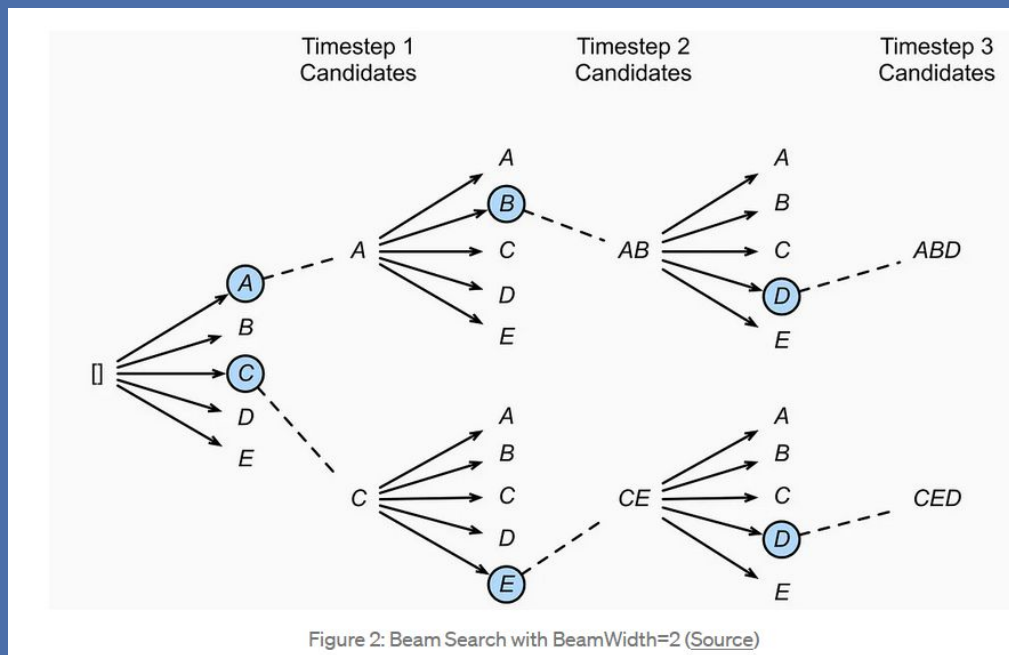 Timestep 1
Candidates
Timestep 2
Candidates
Timestep 3
Candidates
[]
A
B
C
D
E
A
A
B
C
D
E
C
A
B
C
D
E
AB
A
B
C
D
E
CE
A
B
C
D
E
ABD
CED
Figure 2: Beam Search with BeamWidth=2 (Source)